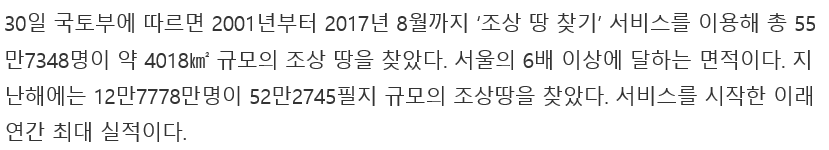 30일 국토부에 따르면 2001년부터 2017년 8월까지 ‘조상 땅 찾기’ 서비스를 이용해 총 55
만7348명이 약 4018㎢ 규모의 조상 땅을 찾았다. 서울의 6배 이상에 달하는 면적이다. 지
난해에는 12만7778만명이 52만2745필지 규모의 조상땅을 찾았다. 서비스를 시작한 이래
연간 최대 실적이다.